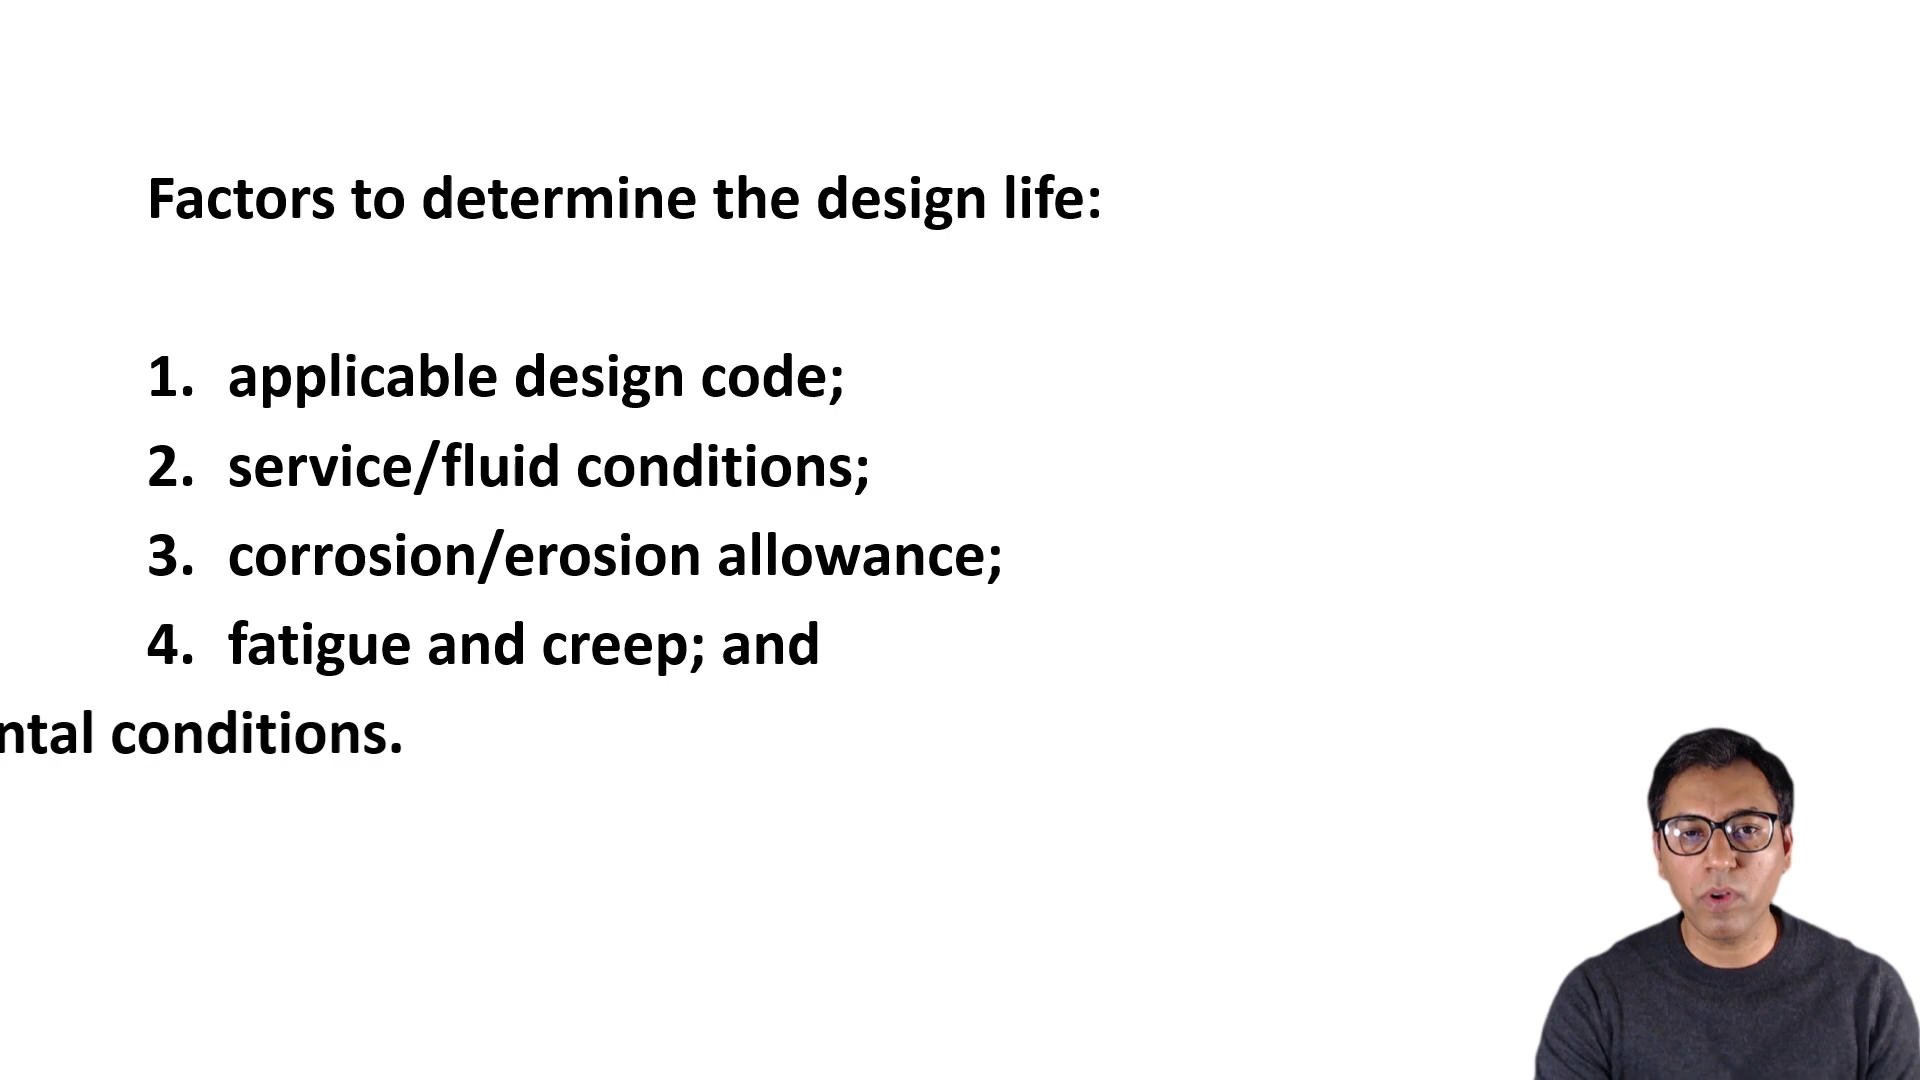 Factors to determine the design life:
1. applicable design code;
2. service/fluid conditions;
3. corrosion/erosion allowance;
4. fatigue and creep; and
ntal conditions.